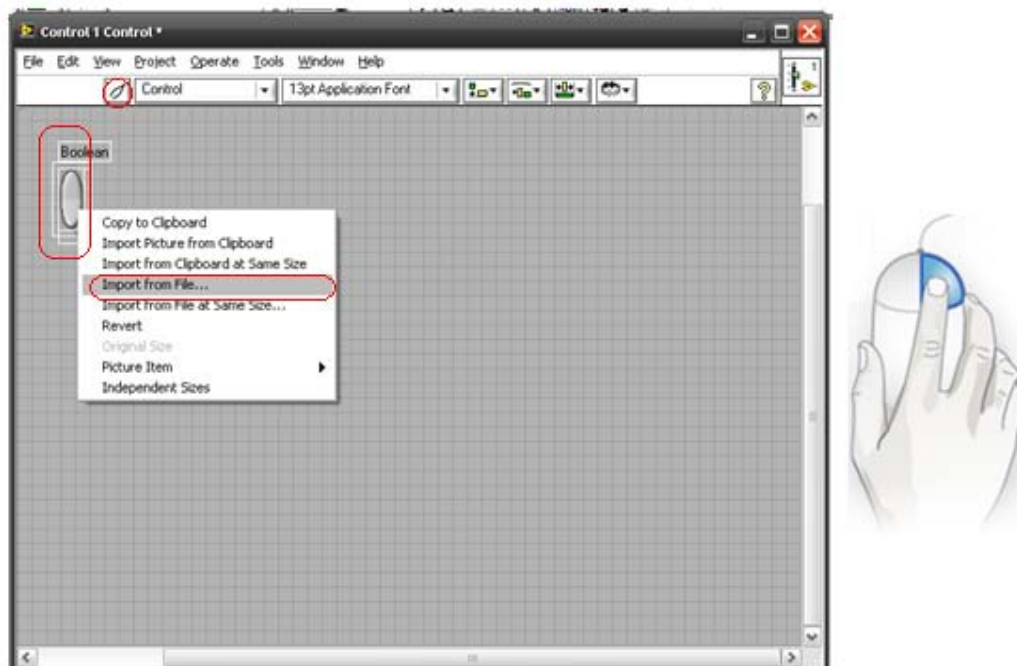 Control 1 Control *
File Edit View Project Operate Tools Window Help
Control 13pt Application Font
1
Boolean
Copy to Clipboard
Import Picture from Clipboard
Import from Clipboard at Same Size
Import from File...
Import from File at Same Size...
Revert
Original Size
Picture Item
Independent Sizes